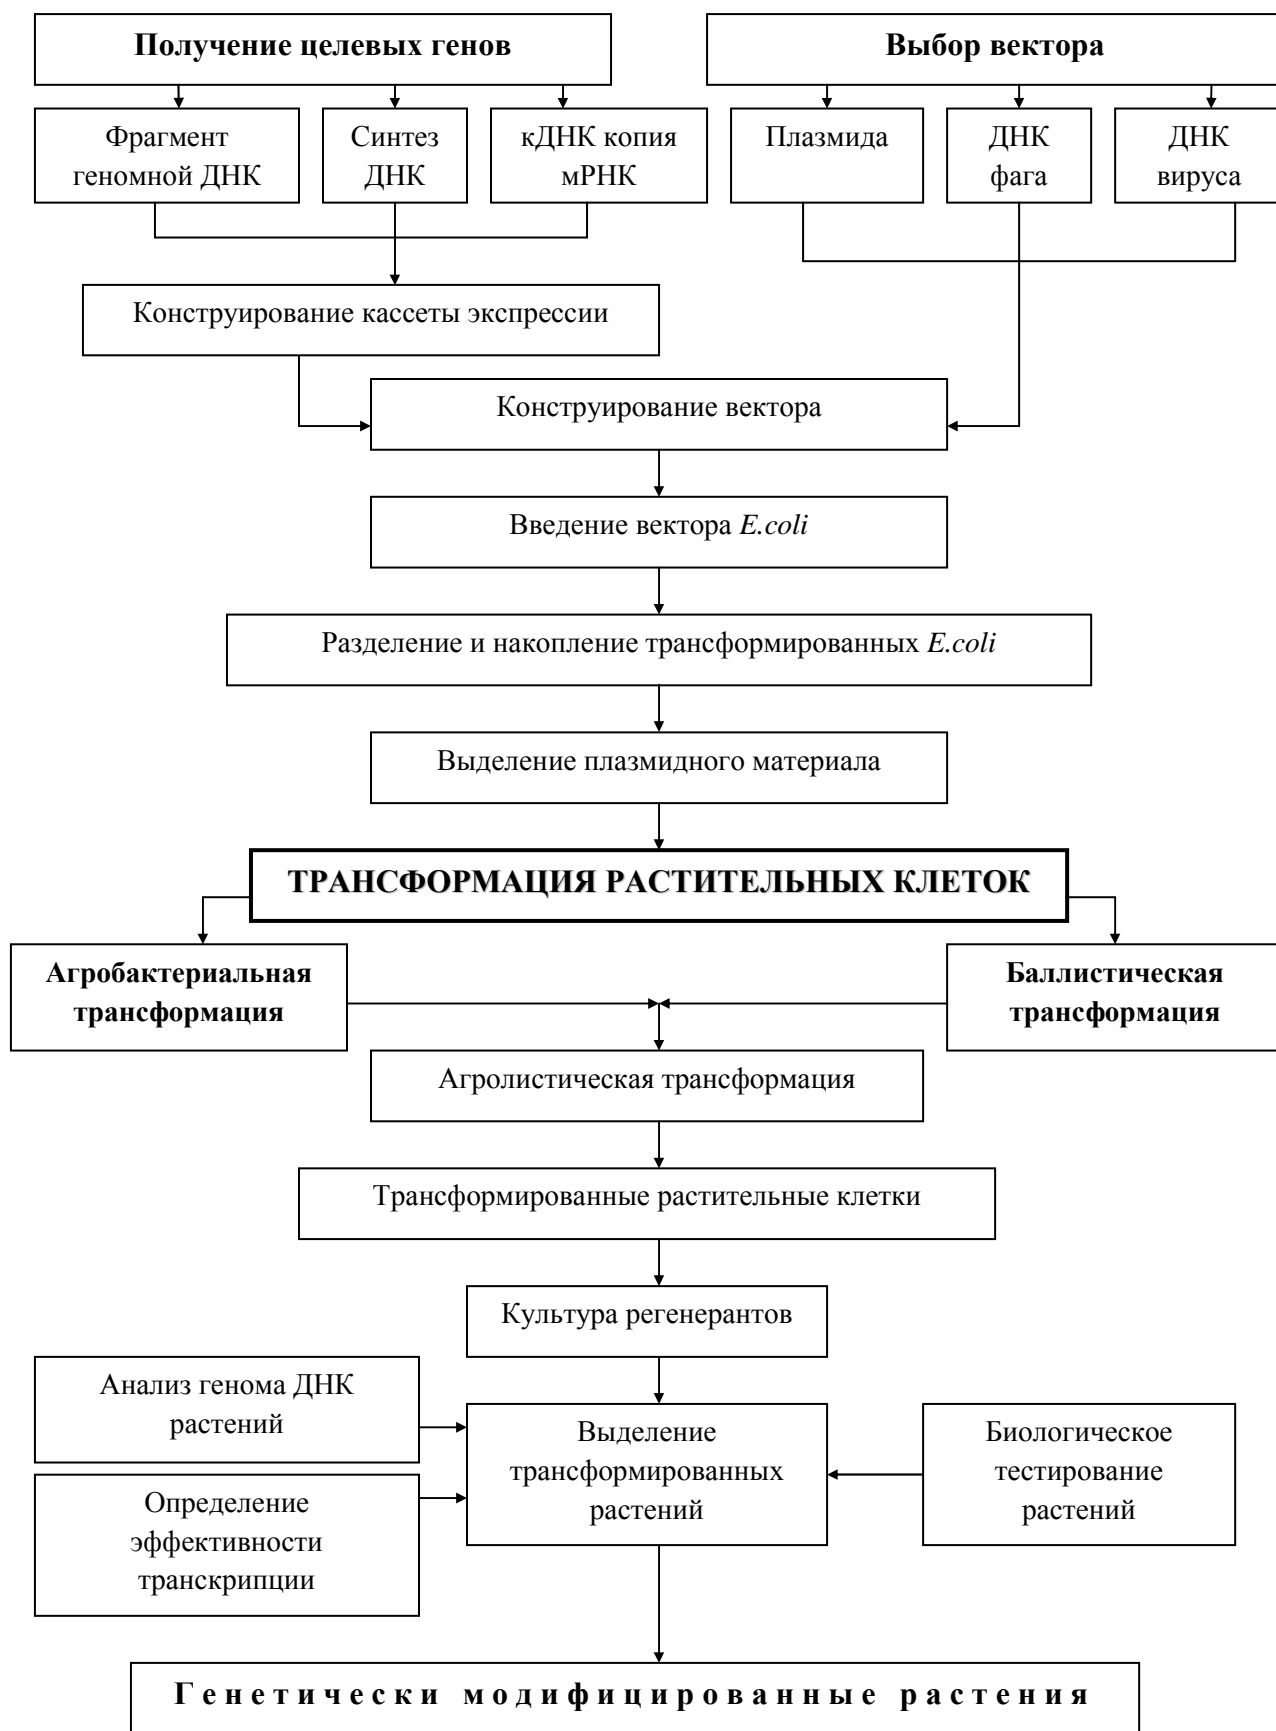 Получение целевых генов
Выбор вектора
Фрагмент
геномной ДНК
Синтез
ДНК
кДНК копия
мРНК
Плазмида
ДНК
фага
ДНК
вируса
Конструирование кассеты экспрессии
Конструирование вектора
Введение вектора E.coli
Разделение и накопление трансформированных E.coli
Выделение плазмидного материала
ТРАНСФОРМАЦИЯ РАСТИТЕЛЬНЫХ КЛЕТОК
Агробактериальная
трансформация
Баллистическая
трансформация
Агролистическая трансформация
Трансформированные растительные клетки
Культура регенерантов
Анализ генома ДНК
растений
Определение
эффективности
транскрипции
Выделение
трансформированных
растений
Биологическое
тестирование
растений
Генетически модифицированные растения